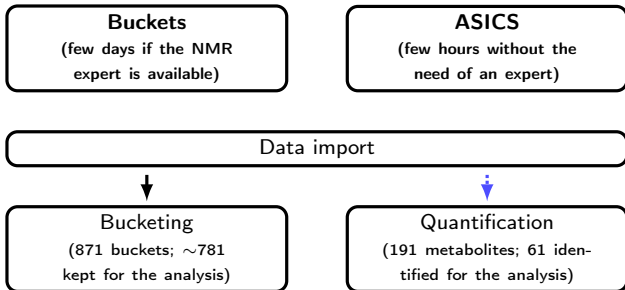 Buckets
(few days if the NMR
expert is available)
ASICS
(few hours without the
need of an expert)
Data import
Bucketing
(871 buckets; ∼781
kept for the analysis)
Quantification
(191 metabolites; 61 iden-
tified for the analysis)